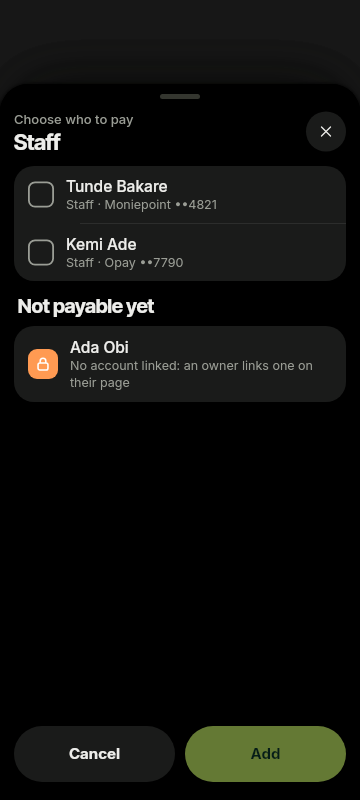 Choose who to pay
Staff
Tunde Bakare
Staff · Moniepoint ••4821
Kemi Ade
Staff · Opay ••7790
Not payable yet
Ada Obi
No account linked: an owner links one on
their page
Cancel
Add